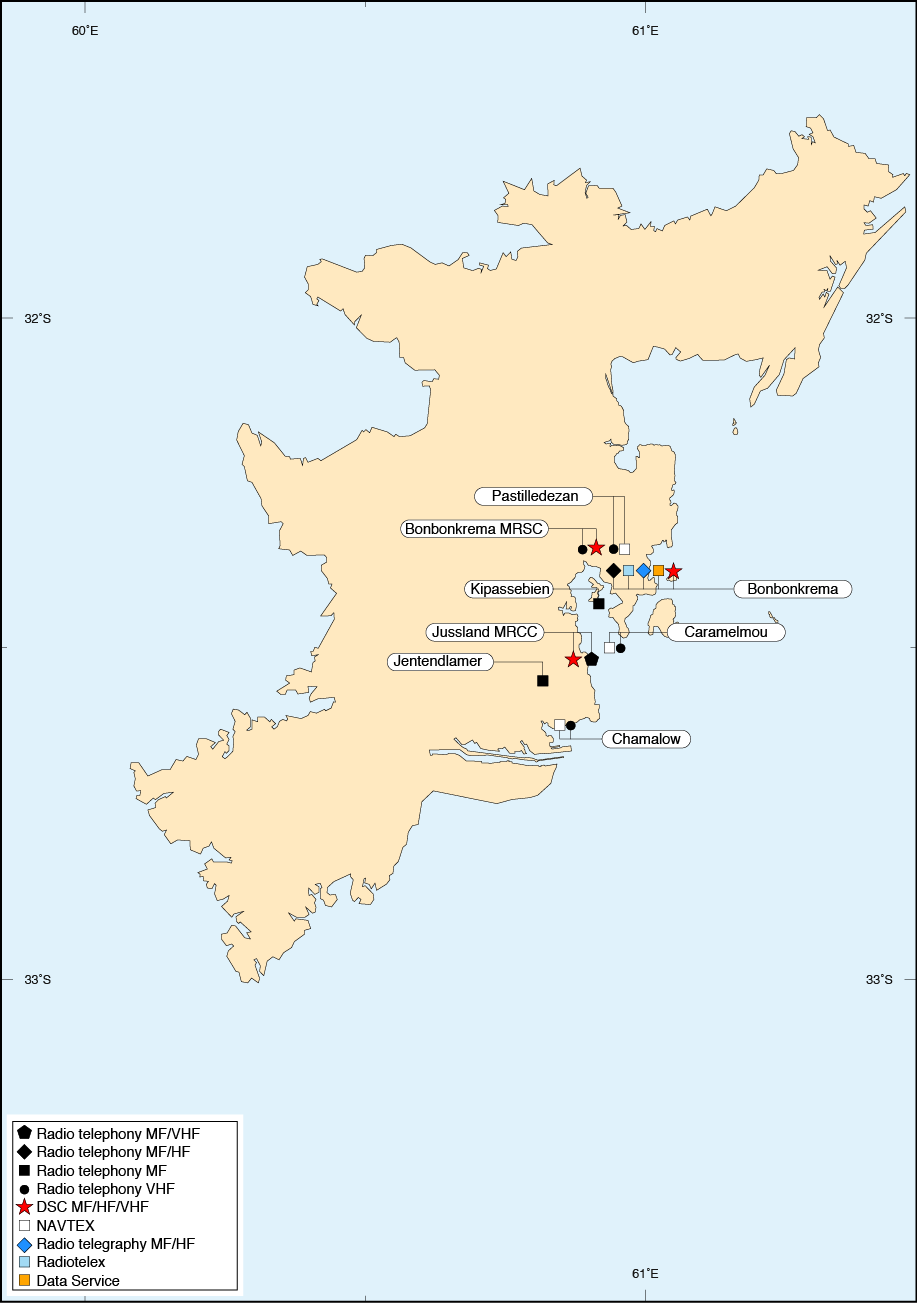 60˚E
61˚E
32˚S
32˚S
Pastilledezan
Bonbonkrema MRSC
Kipassebien
Bonbonkrema
Jussland MRCC
Caramelmou
Jentendlamer
Chamalow
33˚S
33˚S
Radio telephony MF/VHF
Radio telephony MF/HF
Radio telephony MF
Radio telephony VHF
DSC MF/HF/VHF
NAVTEX
Radio telegraphy MF/HF
Radiotelex
Data Service
61˚E